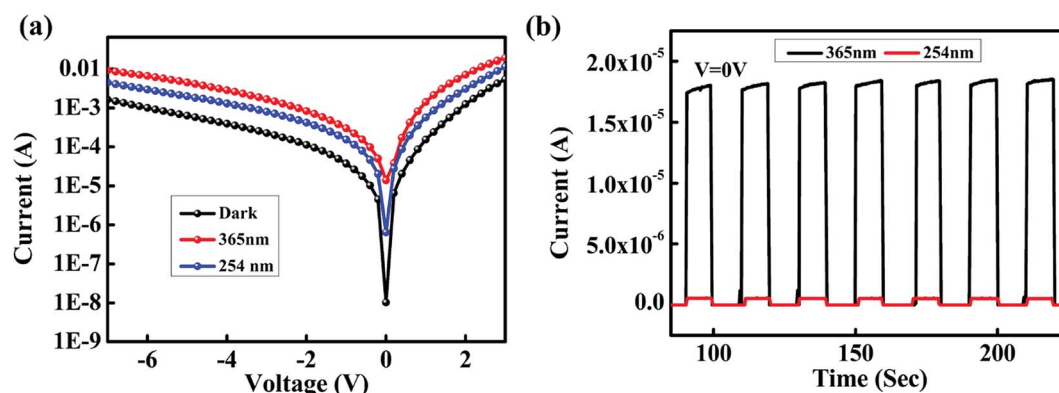 (a)
0.01
1E-3
1E-4
1E-5
1E-6
1E-7
1E-8
1E-9
Current (A)
Dark
365nm
254 nm
-6
-4
-2
0
2
Voltage (V)
(b)
365nm 254nm
V=0V
2.0x10⁻⁵
1.5x10⁻⁵
1.0x10⁻⁵
5.0x10⁻⁶
0.0
Current (A)
100
150
200
Time (Sec)